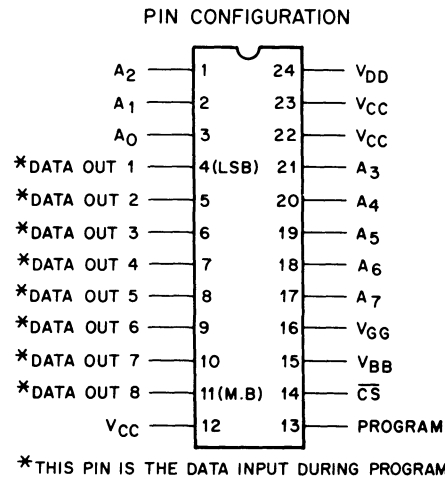 PIN CONFIGURATION
A2 1 24 VDD
A1 2 23 VCC
A0 3 22 VCC
*DATA OUT 1 4(LSB) 21 A3
*DATA OUT 2 5 20 A4
*DATA OUT 3 6 19 A5
*DATA OUT 4 7 18 A6
*DATA OUT 5 8 17 A7
*DATA OUT 6 9 16 VGG
*DATA OUT 7 10 15 VBB
*DATA OUT 8 11(M.B) 14 C̅S̅
VCC 12 13 PROGRAM
*THIS PIN IS THE DATA INPUT DURING PROGRAM